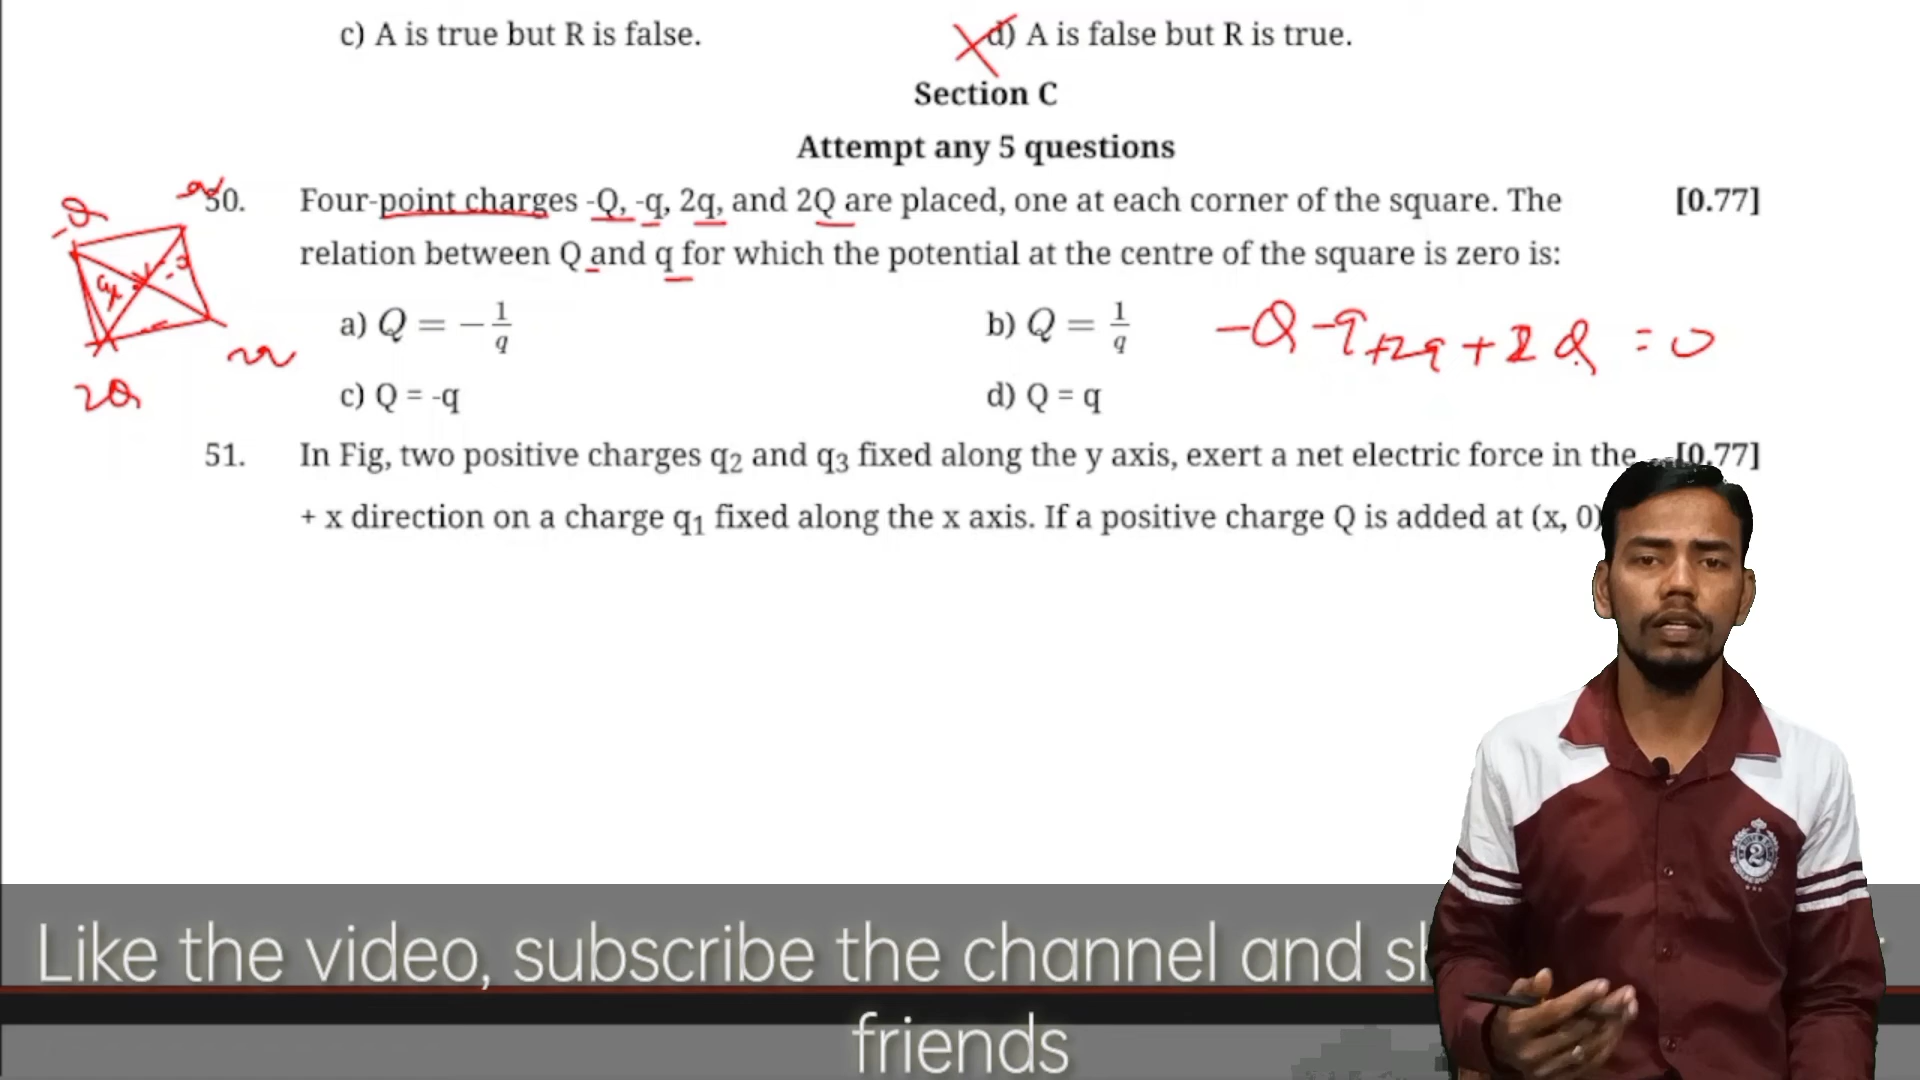 c) A is true but R is false. d) A is false but R is true.
Section C
Attempt any 5 questions
50. Four-point charges -Q, -q, 2q, and 2Q are placed, one at each corner of the square. The [0.77]
relation between Q and q for which the potential at the centre of the square is zero is:
a) Q = -1/q b) Q = 1/q
-Q -q +2q + 2Q = 0
c) Q = -q d) Q = q
-Q
2Q
51. In Fig, two positive charges q₂ and q₃ fixed along the y axis, exert a net electric force in the [0.77]
+ x direction on a charge q₁ fixed along the x axis. If a positive charge Q is added at (x, 0)
2
Like the video, subscribe the channel and
friends